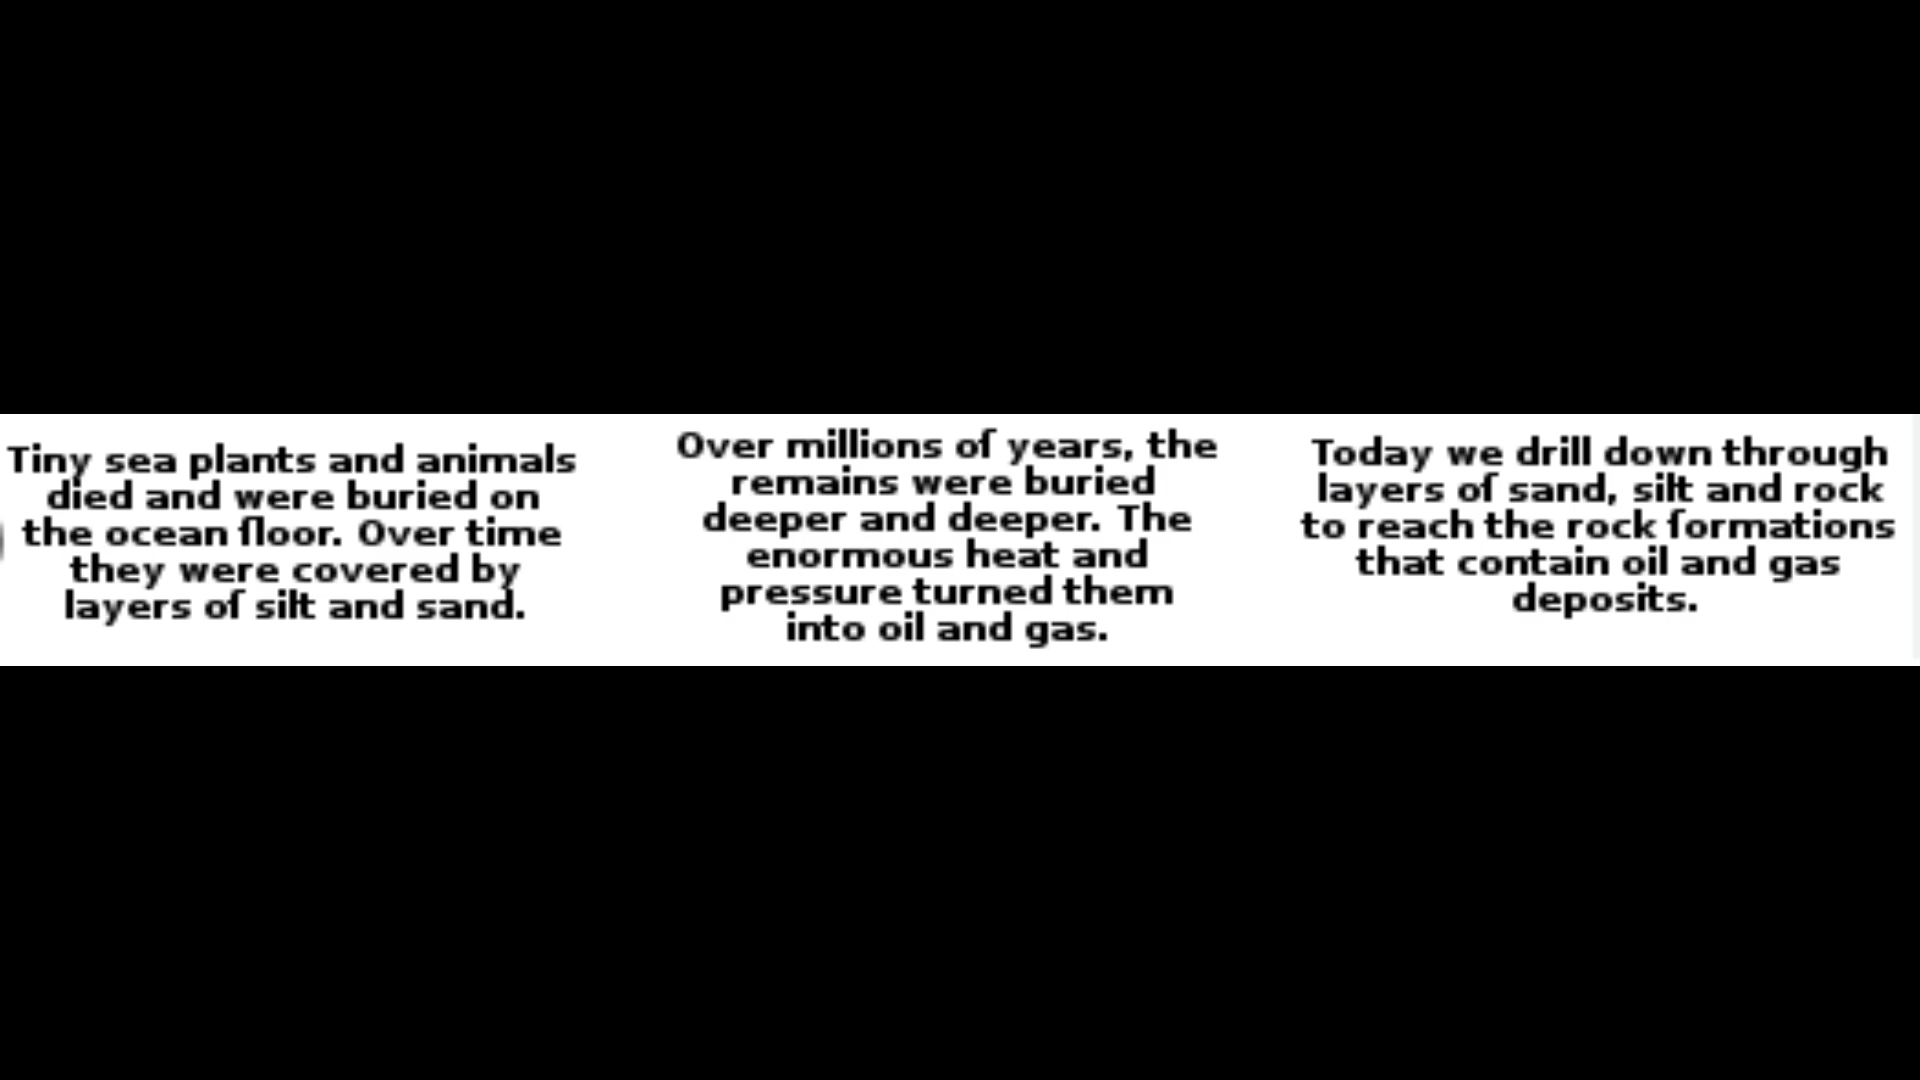 Tiny sea plants and animals
died and were buried on
the ocean floor. Over time
they were covered by
layers of silt and sand.
Over millions of years, the
remains were buried
deeper and deeper. The
enormous heat and
pressure turned them
into oil and gas.
Today we drill down through
layers of sand, silt and rock
to reach the rock formations
that contain oil and gas
deposits.